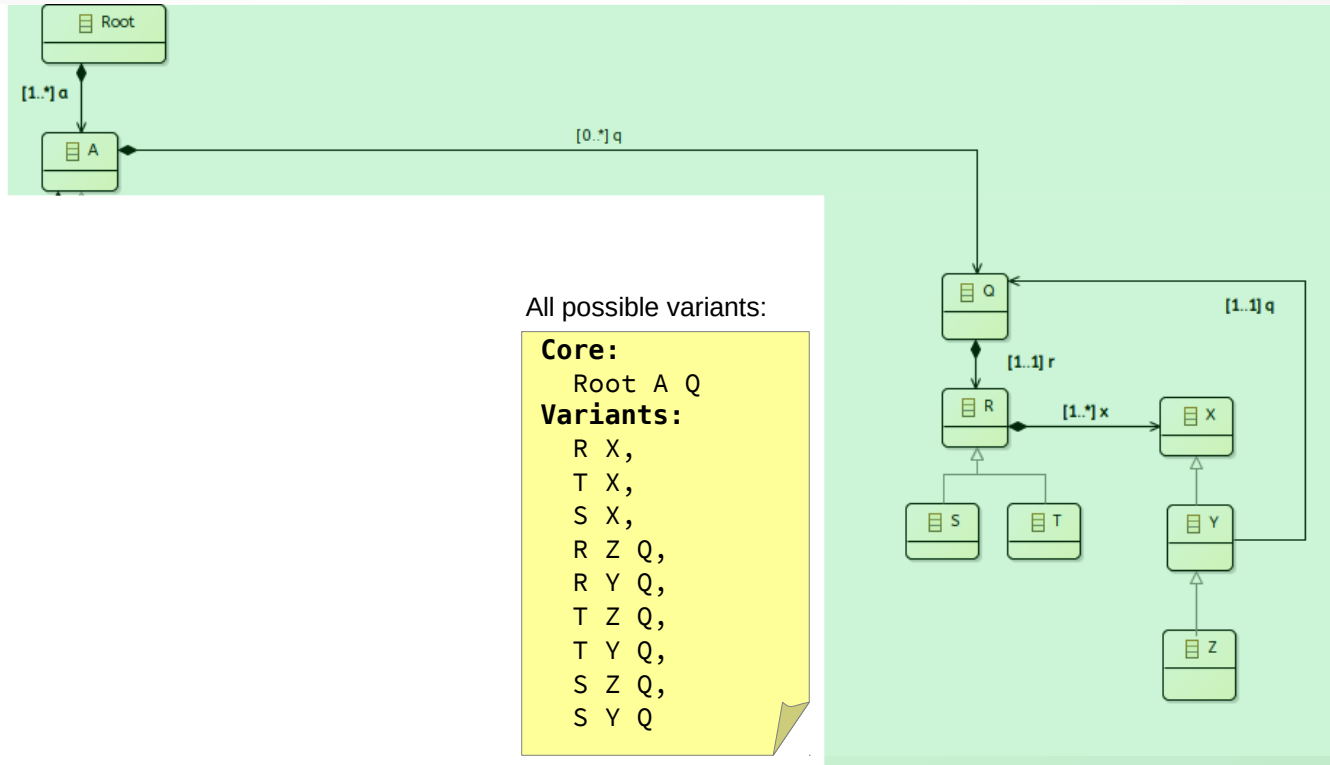 Root
[1..*] a
A
[0..*] q
Q
[1..1] q
[1..1] r
R
[1..*] x
X
S
T
Y
Z
All possible variants:
Core:
Root A Q
Variants:
R X,
T X,
S X,
R Z Q,
R Y Q,
T Z Q,
T Y Q,
S Z Q,
S Y Q